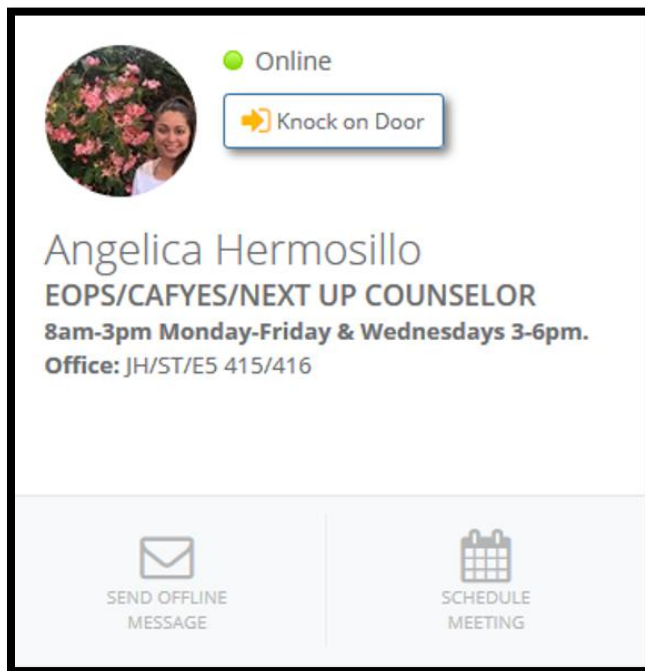 Online
Knock on Door
Angelica Hermosillo
EOPS/CAFYES/NEXT UP COUNSELOR
8am-3pm Monday-Friday & Wednesdays 3-6pm.
Office: JH/ST/E5 415/416
SEND OFFLINE
MESSAGE
SCHEDULE
MEETING